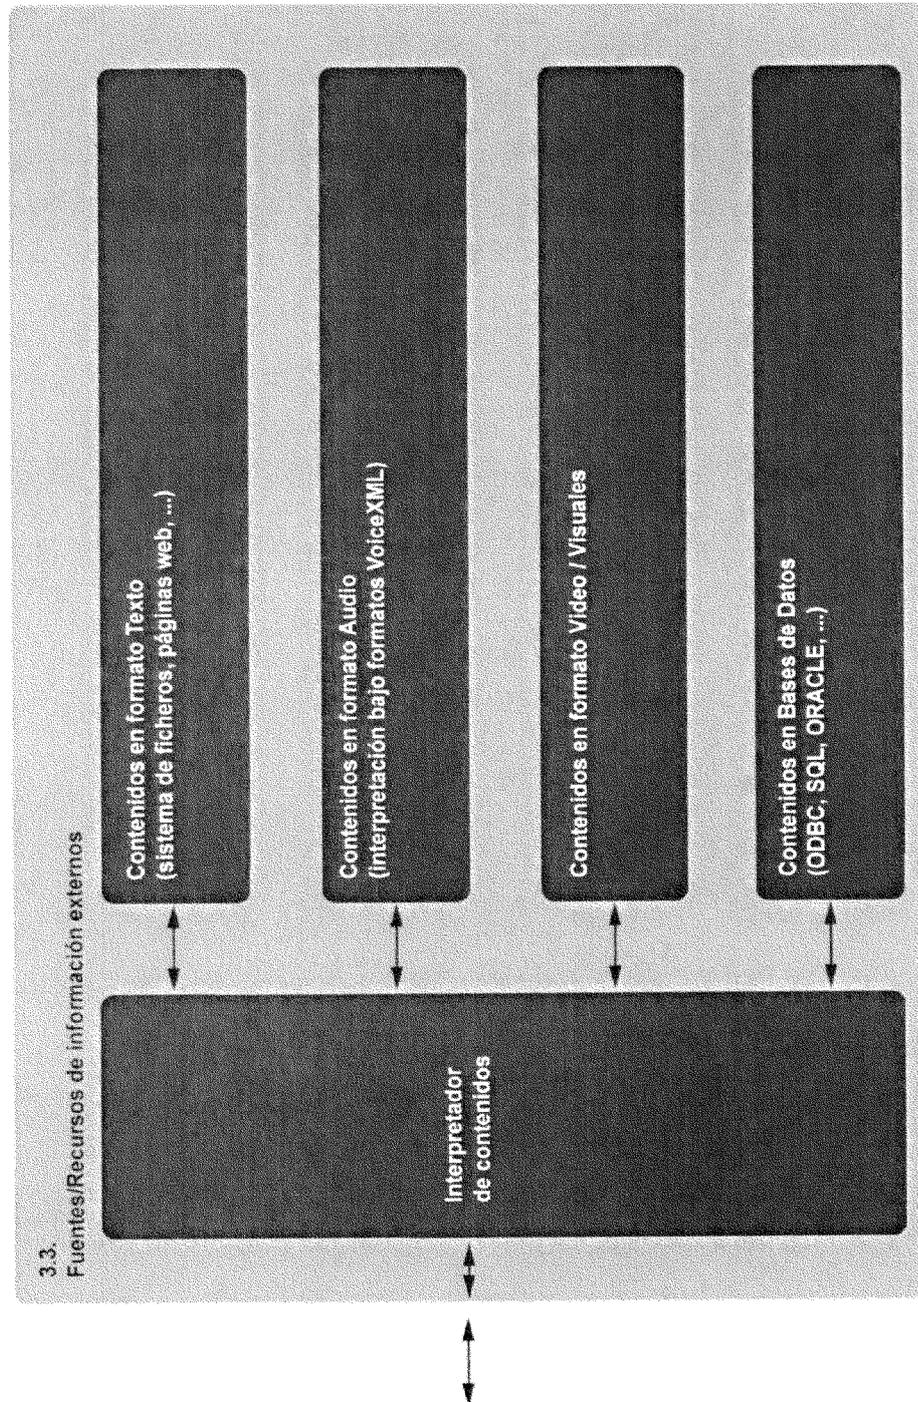 3.3.
Fuentes/Recursos de información externos
Interpretador
de contenidos
Contenidos en formato Texto
(sistema de ficheros, páginas web, ...)
Contenidos en formato Audio
(interpretación bajo formatos VoiceXML)
Contenidos en formato Video / Visuales
Contenidos en Bases de Datos
(ODBC, SQL, ORACLE, ...)